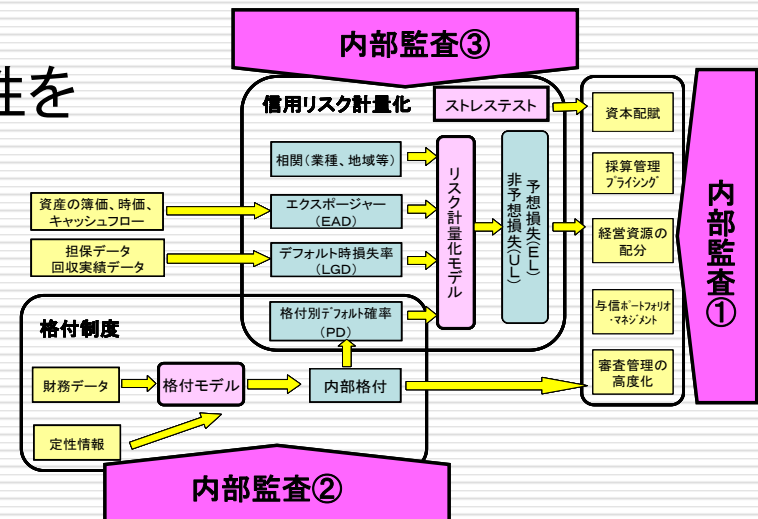 内部監査③
性を
信用リスク計量化
ストレステスト
資本配賦
相関(業種、地域等)
採算管理
プライシング
資産の簿価、時価、
キャッシュフロー
エクスポージャー
(EAD)
リスク計量化モデル
予想損失(EL)
非予想損失(UL)
経営資源の
配分
内部監査①
担保データ
回収実績データ
デフォルト時損失率
(LGD)
格付制度
格付別デフォルト確率
(PD)
与信ポートフォリオ
・マネジメント
財務データ
格付モデル
内部格付
審査管理の
高度化
定性情報
内部監査②